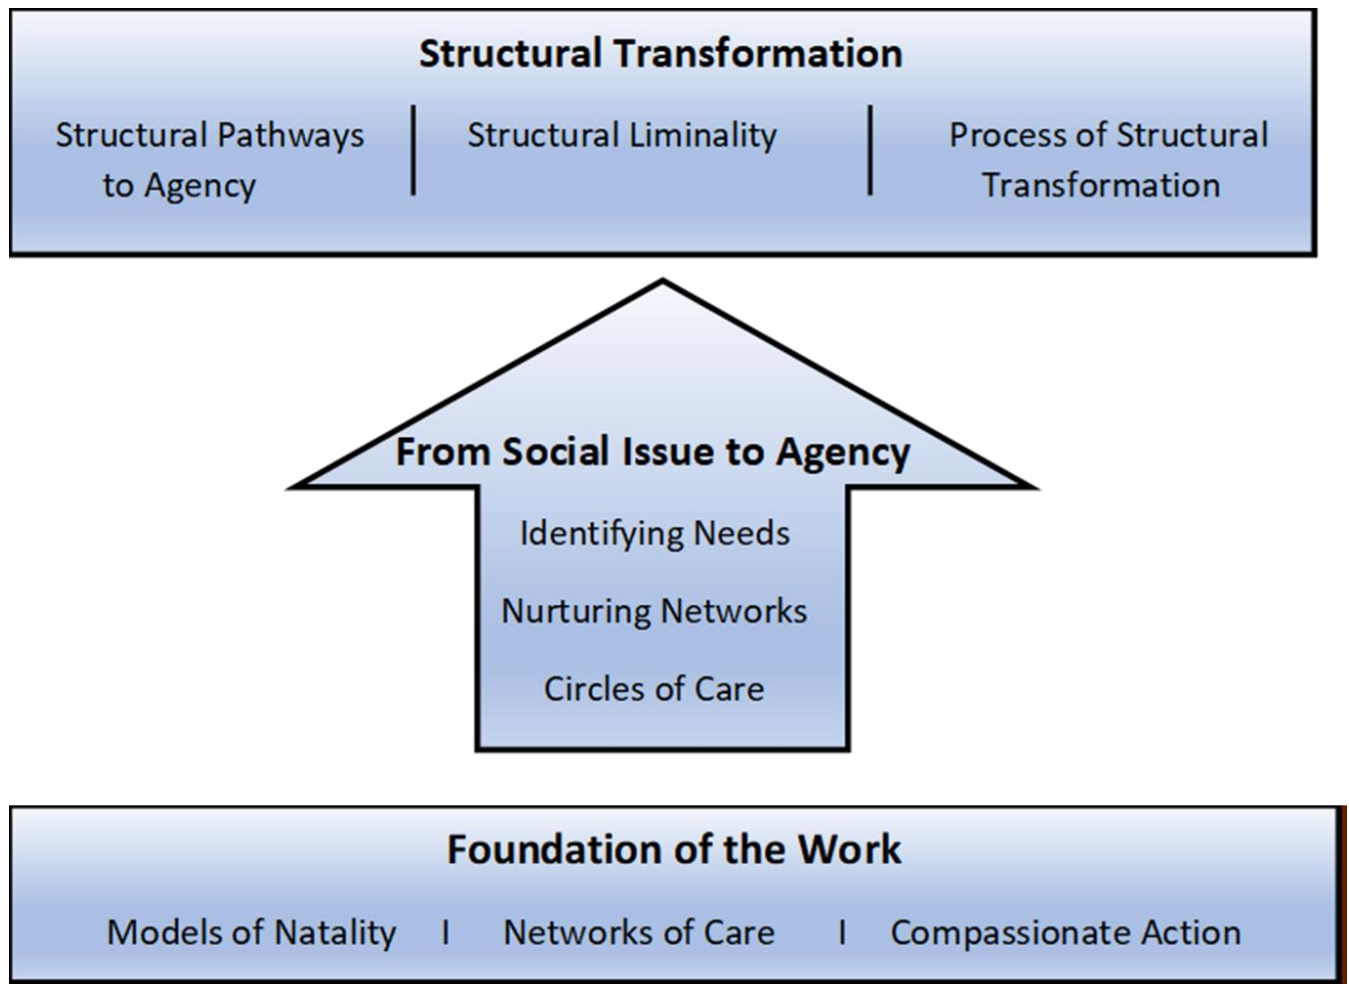 Structural Transformation
Structural Pathways to Agency
Structural Liminality
Process of Structural Transformation
From Social Issue to Agency
Identifying Needs
Nurturing Networks
Circles of Care
Foundation of the Work
Models of Natality I Networks of Care I Compassionate Action